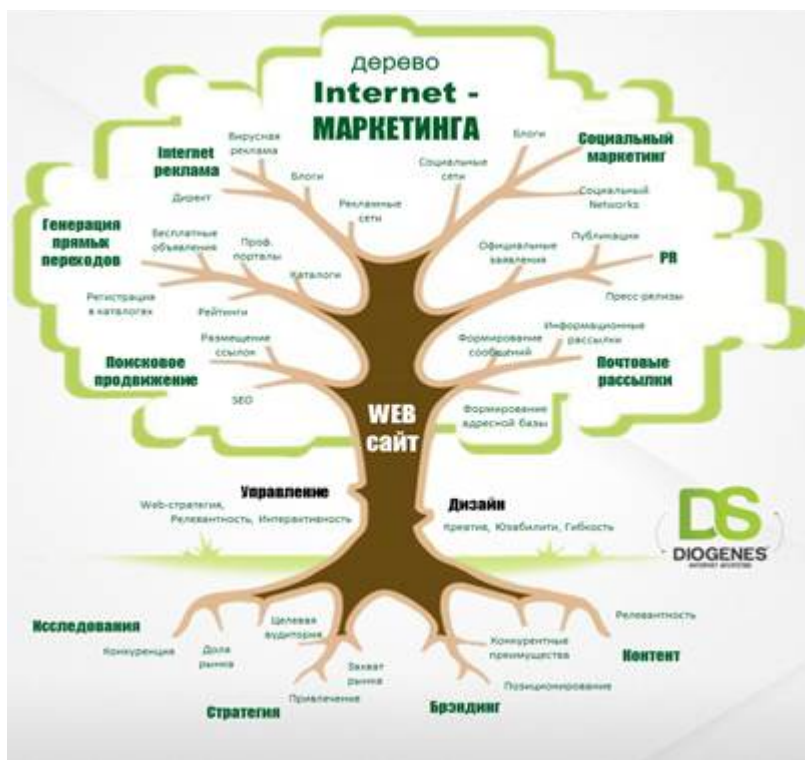 дерево
Internet -
МАРКЕТИНГА
Internet
реклама
Вирусная
реклама
Блоги
Директ
Рекламные
сети
Социальные
сети
Блоги
Социальный
маркетинг
Социальный
Networks
Генерация
прямых
переходов
Бесплатные
объявления
Проф.
порталы
Каталоги
Регистрация
в каталогах
Рейтинги
Официальные
заявления
Публикации
PR
Пресс-релизы
Поисковое
продвижение
Размещение
ссылок
SEO
Формирование
сообщений
Информационные
рассылки
Почтовые
рассылки
Формирование
адресной базы
WEB
сайт
Управление
Web-стратегия,
Релевантность, Интерактивность
Дизайн
Креатив, Юзабилити, Гибкость
DS
DIOGENES
Исследования
Конкуренция
Доля
рынка
Целевая
аудитория
Стратегия
Привлечение
Захват
рынка
Брэндинг
Позиционирование
Конкурентные
преимущества
Контент
Релевантность